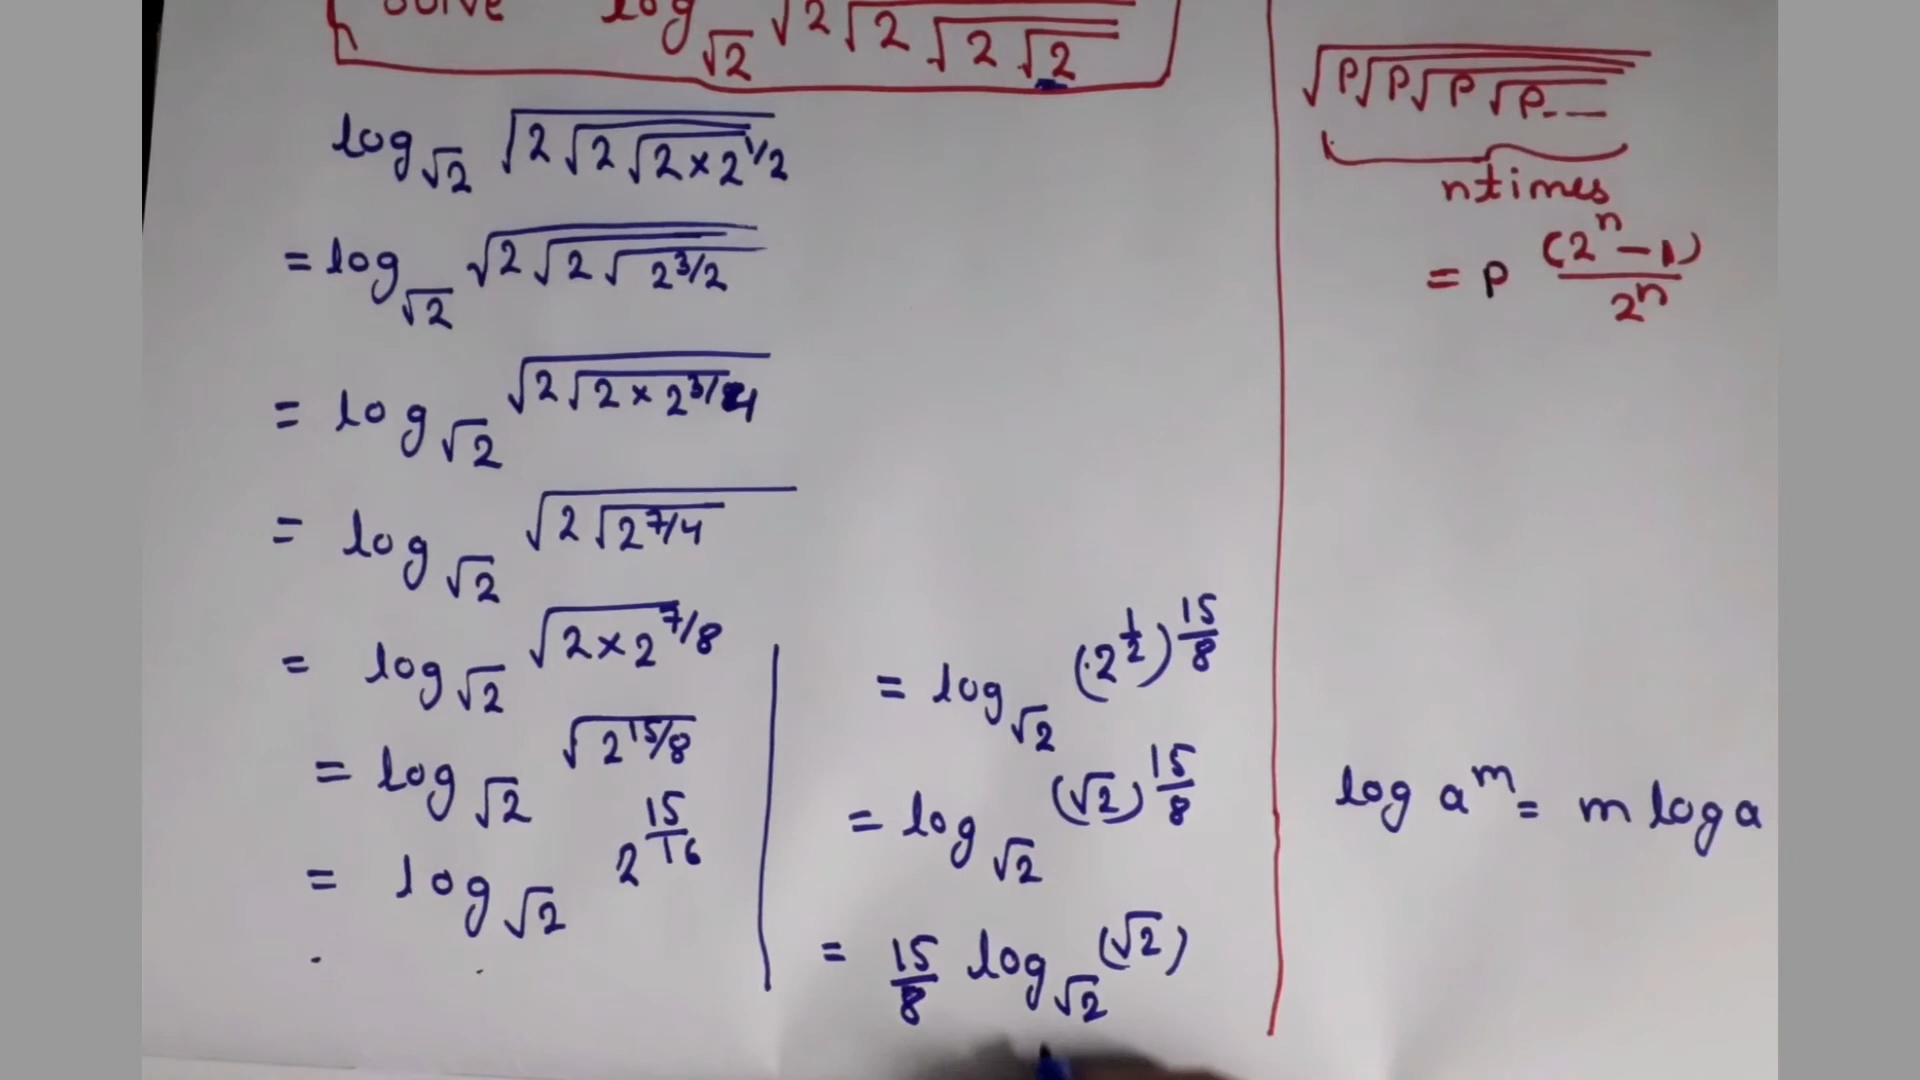 Solve log_√2 √2√2√2√2
log_√2 √2√2√2×2^1/2
= log_√2 √2√2√2^3/2
= log_√2 √2√2×2^3/4
= log_√2 √2√2^7/4
= log_√2 √2×2^7/8
= log_√2 √2^15/8
= log_√2 2^15/16
= log_√2 (2^1/2)^15/8
= log_√2 (√2)^15/8
= 15/8 log_√2 (√2)
√P√P√P√P---
n times
= P (2^n-1)/2^n
log a^m = m log a